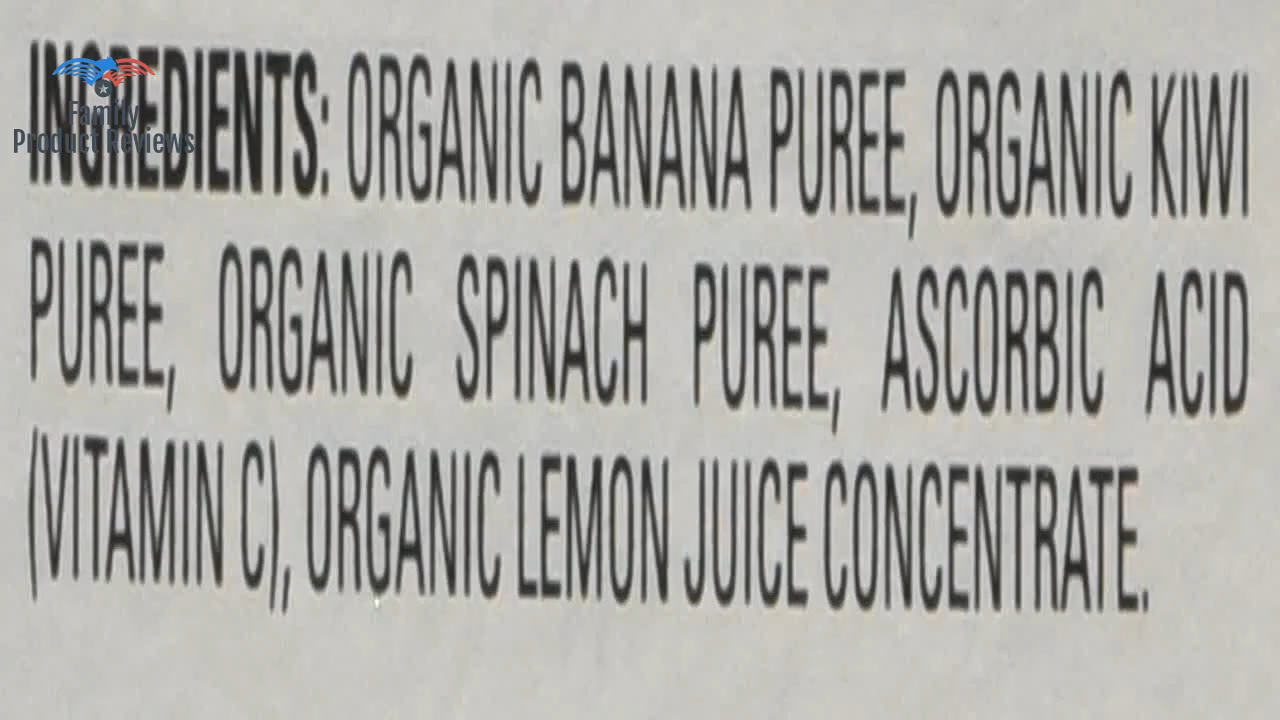 INGREDIENTS: ORGANIC BANANA PUREE, ORGANIC KIWI
PUREE, ORGANIC SPINACH PUREE, ASCORBIC ACID
(VITAMIN C), ORGANIC LEMON JUICE CONCENTRATE.
Family
Product Reviews